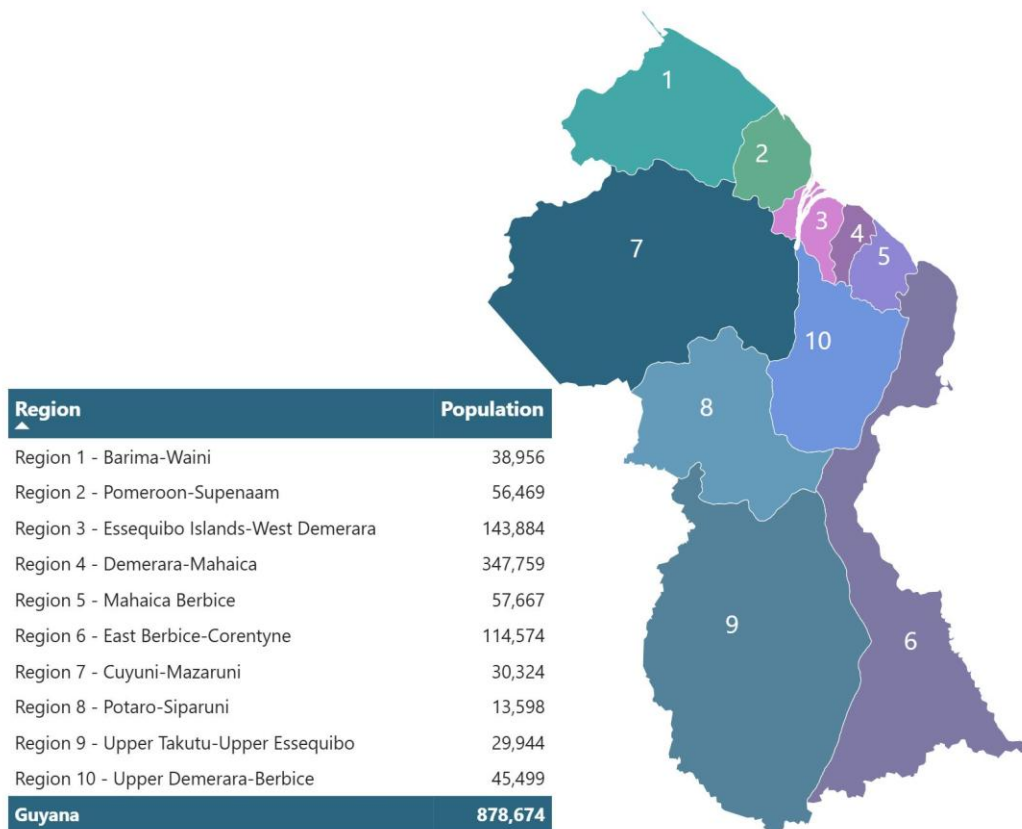 Region Population
Region 1 - Barima-Waini 38,956
Region 2 - Pomeroon-Supenaam 56,469
Region 3 - Essequibo Islands-West Demerara 143,884
Region 4 - Demerara-Mahaica 347,759
Region 5 - Mahaica Berbice 57,667
Region 6 - East Berbice-Corentyne 114,574
Region 7 - Cuyuni-Mazaruni 30,324
Region 8 - Potaro-Siparuni 13,598
Region 9 - Upper Takutu-Upper Essequibo 29,944
Region 10 - Upper Demerara-Berbice 45,499
Guyana 878,674
1
2
3
4
5
7
10
8
9
6